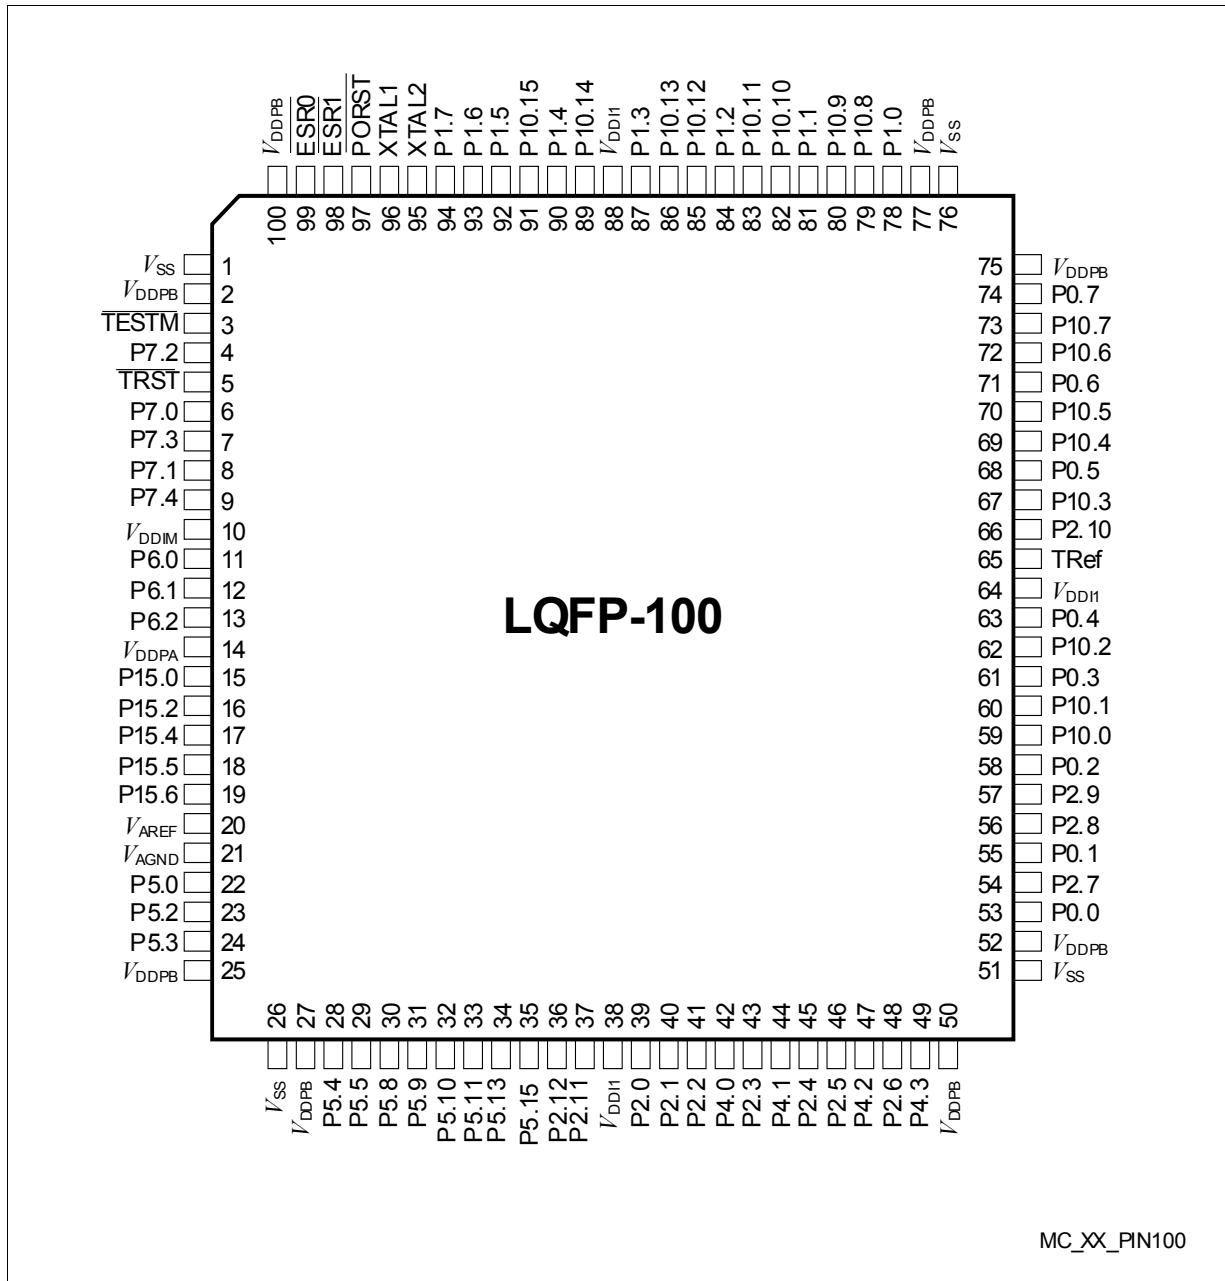 VDDPB
ESR0
ESR1
PORST
XTAL1
XTAL2
P1.7
P1.6
P1.5
P10.15
P1.4
P10.14
VDDI1
P1.3
P10.13
P10.12
P1.2
P10.11
P10.10
P1.1
P10.9
P10.8
P1.0
VDDPB
VSS
100 99 98 97 96 95 94 93 92 91 90 89 88 87 86 85 84 83 82 81 80 79 78 77 76
VSS 1
VDDPB 2
TESTM 3
P7.2 4
TRST 5
P7.0 6
P7.3 7
P7.1 8
P7.4 9
VDDIM 10
P6.0 11
P6.1 12
P6.2 13
VDDPA 14
P15.0 15
P15.2 16
P15.4 17
P15.5 18
P15.6 19
VAREF 20
VAGND 21
P5.0 22
P5.2 23
P5.3 24
VDDPB 25
LQFP-100
75 VDDPB
74 P0.7
73 P10.7
72 P10.6
71 P0.6
70 P10.5
69 P10.4
68 P0.5
67 P10.3
66 P2.10
65 TRef
64 VDDI1
63 P0.4
62 P10.2
61 P0.3
60 P10.1
59 P10.0
58 P0.2
57 P2.9
56 P2.8
55 P0.1
54 P2.7
53 P0.0
52 VDDPB
51 VSS
26 27 28 29 30 31 32 33 34 35 36 37 38 39 40 41 42 43 44 45 46 47 48 49 50
VSS
VDDPB
P5.4
P5.5
P5.8
P5.9
P5.10
P5.11
P5.13
P5.15
P2.12
P2.11
VDDI1
P2.0
P2.1
P2.2
P4.0
P2.3
P4.1
P2.4
P2.5
P4.2
P2.6
P4.3
VDDPB
MC_XX_PIN100